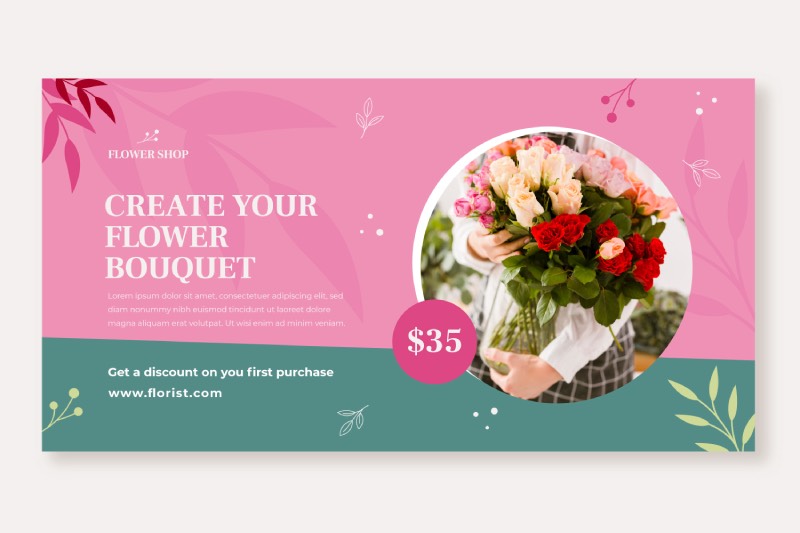 FLOWER SHOP
CREATE YOUR
FLOWER
BOUQUET
Lorem ipsum dolor sit amet, consectetuer adipiscing elit, sed
diam nonummy nibh euismod tincidunt ut laoreet dolore
magna aliquam erat volutpat. Ut wisi enim ad minim veniam.
$35
Get a discount on you first purchase
www.florist.com